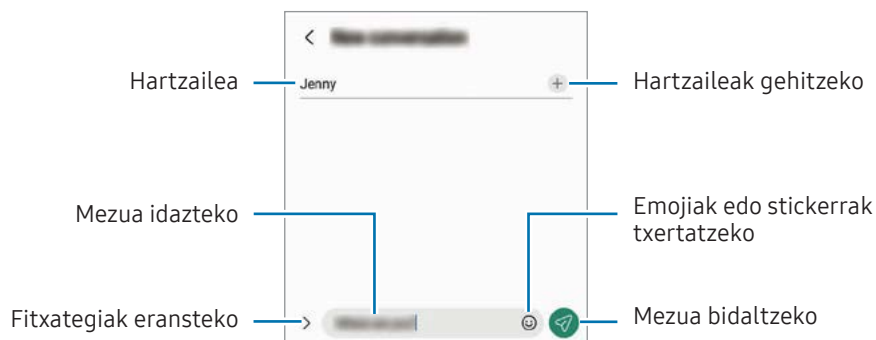 Hartzailea
Jenny
Hartzaileak gehitzeko
Mezua idazteko
Emojiak edo stickerrak
txertatzeko
Fitxategiak eransteko
Mezua bidaltzeko